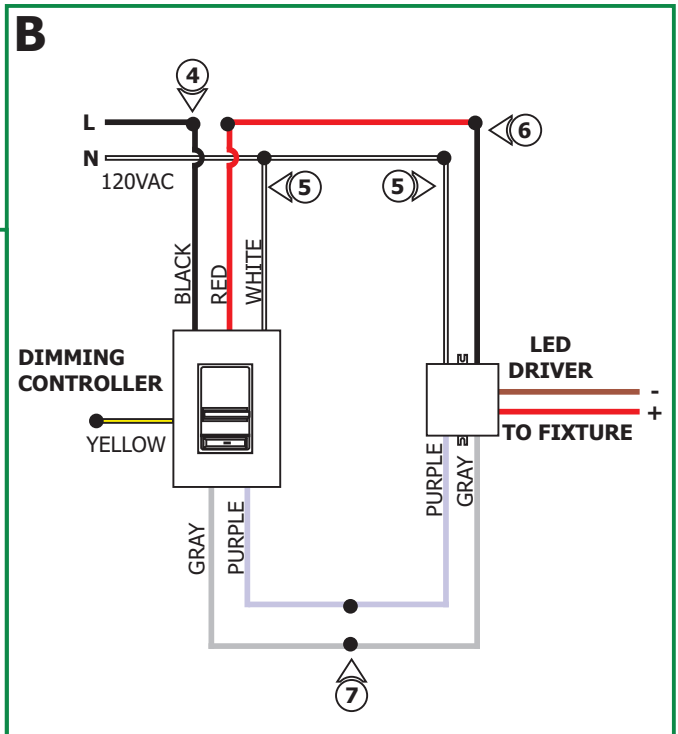 B
4
L
6
N
120VAC
5
5
BLACK
RED
WHITE
DIMMING
CONTROLLER
LED
DRIVER
-
+
TO FIXTURE
YELLOW
PURPLE
GRAY
GRAY
PURPLE
7